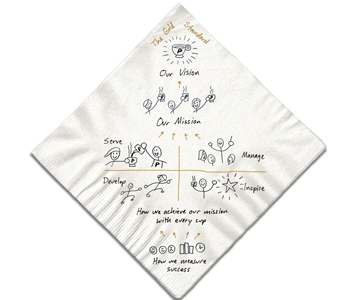 The Gold Standard
Our Vision
Our Mission
Serve
Manage
Develop
Inspire
How we achieve our mission
with every cup
How we measure
success